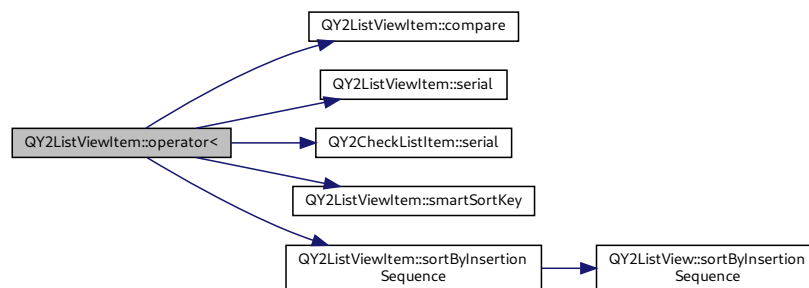 QY2ListViewItem::compare
QY2ListViewItem::serial
QY2ListViewItem::operator<
QY2CheckListItem::serial
QY2ListViewItem::smartSortKey
QY2ListViewItem::sortByInsertion
Sequence
QY2ListView::sortByInsertion
Sequence